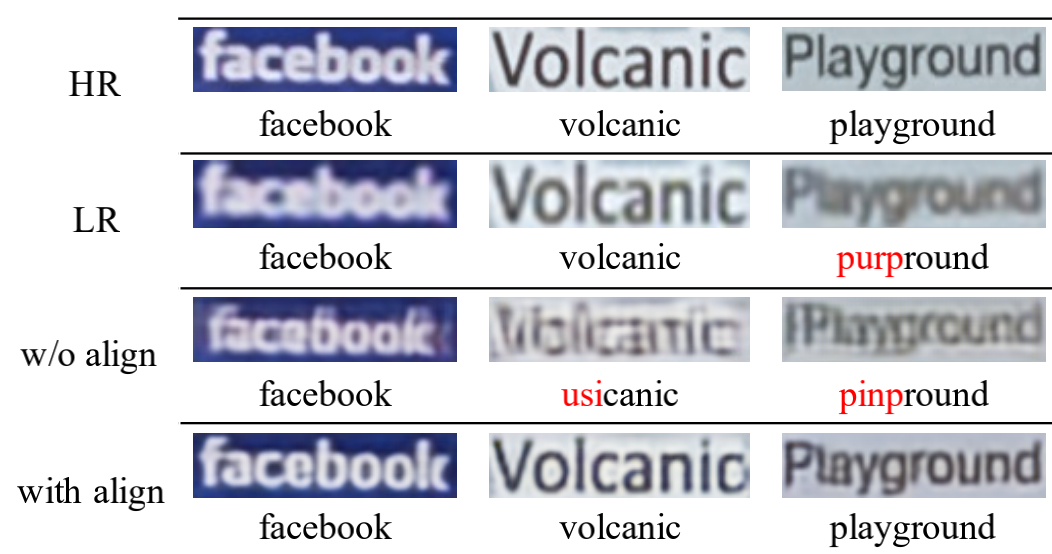 facebook Volcanic Playground
HR
facebook volcanic playground
facebook Volcanic Playground
LR
facebook volcanic purpround
facebook Volcanic Playground
w/o align
facebook usicanic pinpround
facebook Volcanic Playground
with align
facebook volcanic playground